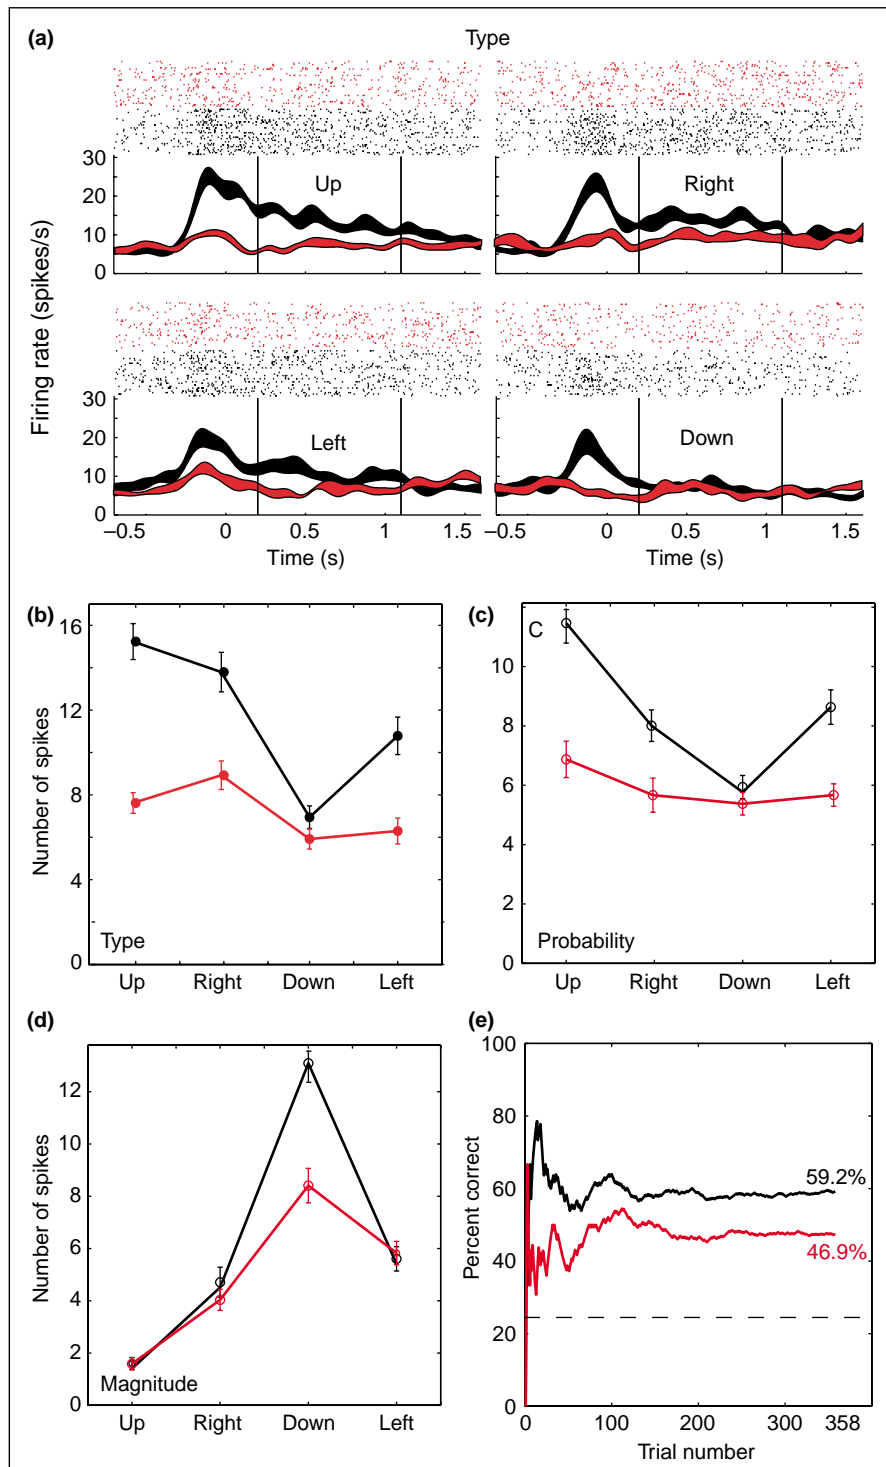 (a)
Type
Firing rate (spikes/s)
30
20
10
0
Up
Right
30
20
10
0
Left
Down
–0.5 0 0.5 1 1.5
–0.5 0 0.5 1 1.5
Time (s)
Time (s)
(b)
Number of spikes
16
12
8
4
0
Type
Up Right Down Left
(c)
C
10
8
6
4
2
0
Probability
Up Right Down Left
(d)
Number of spikes
12
10
8
6
4
2
0
Magnitude
Up Right Down Left
(e)
Percent correct
100
80
60
40
20
0
59.2%
46.9%
0 100 200 300 358
Trial number